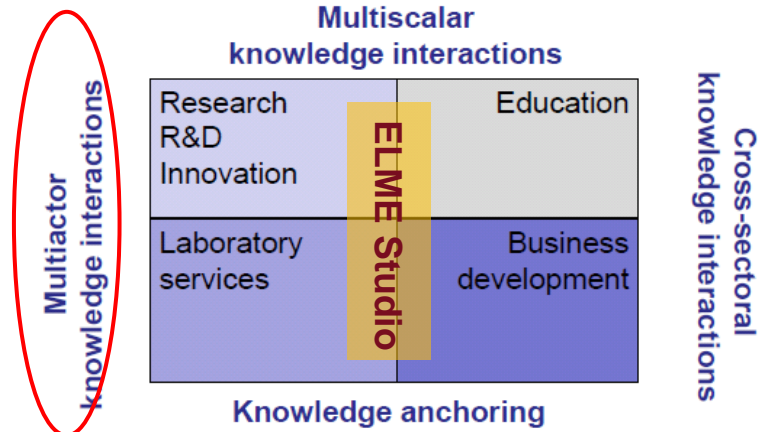 Multiscalar
knowledge interactions
Multiactor
knowledge interactions
Research
R&D
Innovation
Education
ELME Studio
Laboratory
services
Business
development
Cross-sectoral
knowledge interactions
Knowledge anchoring